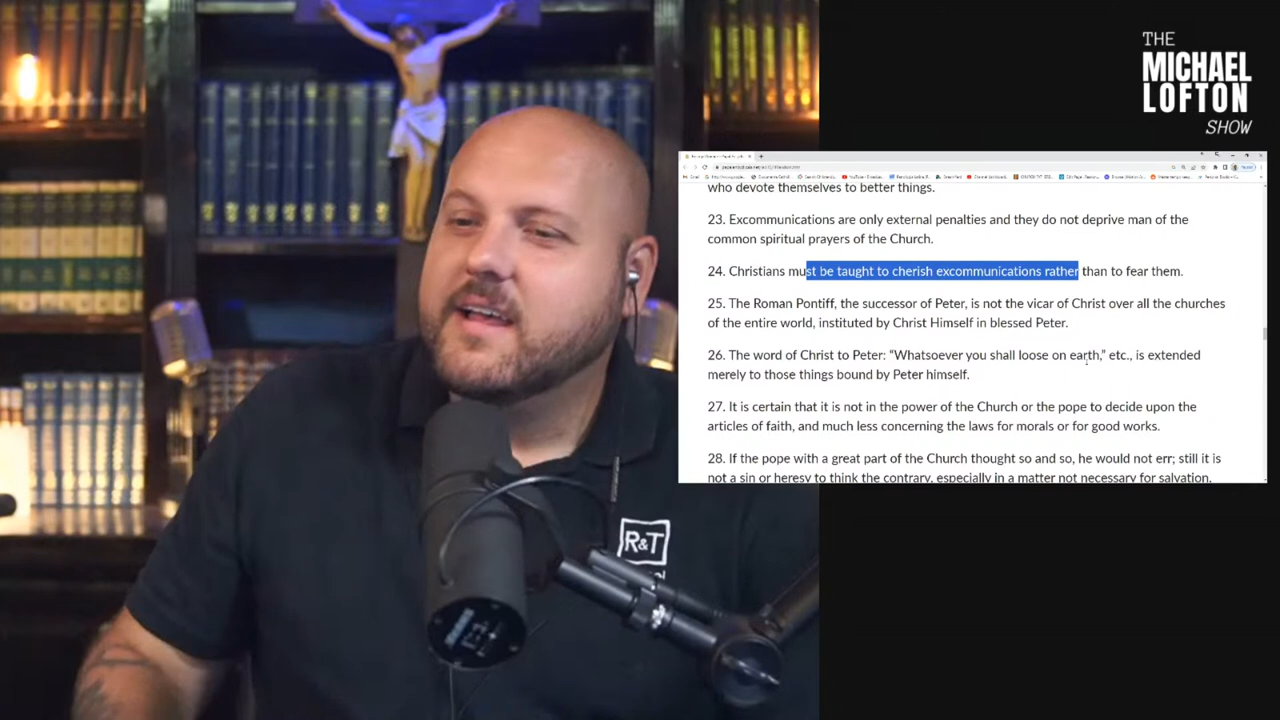 THE
MICHAEL
LOFTON
SHOW
who devote themselves to better things.
23. Excommunications are only external penalties and they do not deprive man of the
common spiritual prayers of the Church.
24. Christians must be taught to cherish excommunications rather than to fear them.
25. The Roman Pontiff, the successor of Peter, is not the vicar of Christ over all the churches
of the entire world, instituted by Christ Himself in blessed Peter.
26. The word of Christ to Peter: “Whatsoever you shall loose on earth,” etc., is extended
merely to those things bound by Peter himself.
27. It is certain that it is not in the power of the Church or the pope to decide upon the
articles of faith, and much less concerning the laws for morals or for good works.
28. If the pope with a great part of the Church thought so and so, he would not err; still it is
not a sin or heresy to think the contrary, especially in a matter not necessary for salvation,
R&T